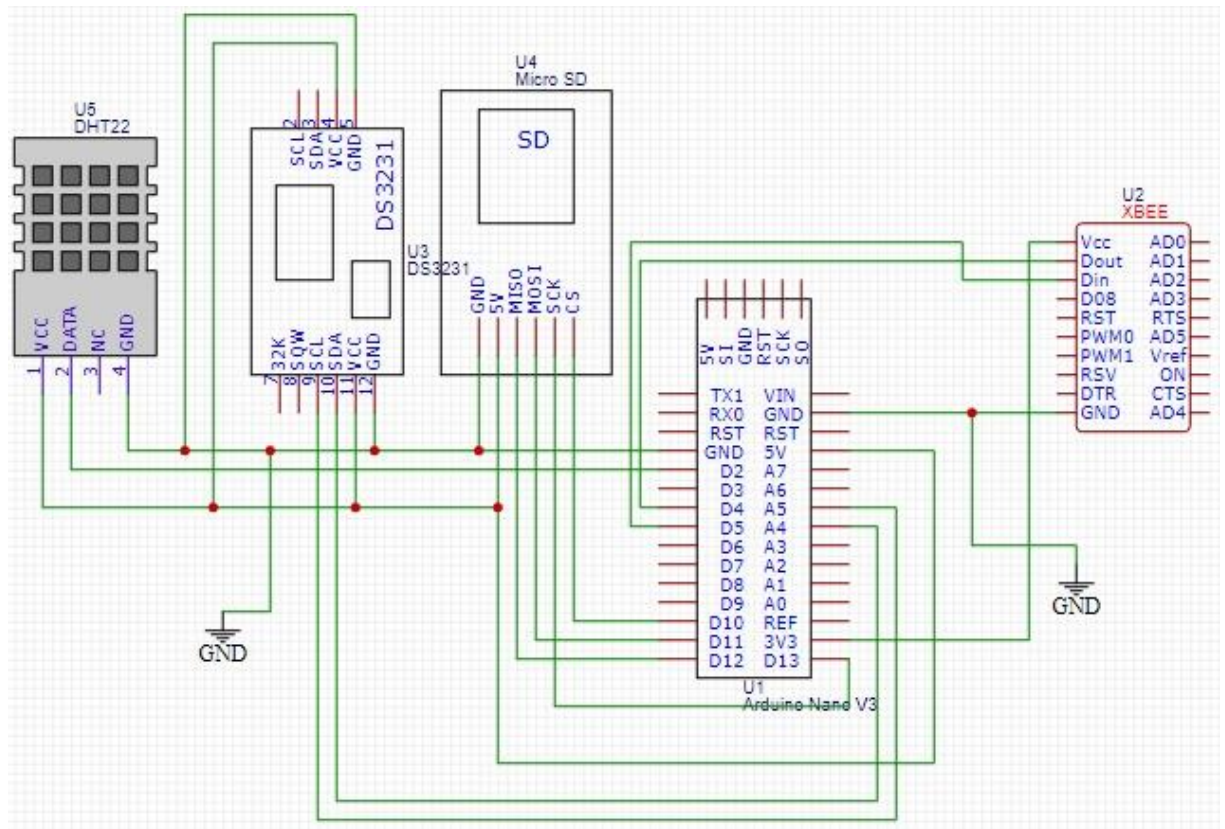 U5
DHT22
VCC
DATA
NC
GND
1
2
3
4
2
3
4
5
SCL
SDA
VCC
GND
DS3231
U3
DS3231
32K
SQW
SCL
SDA
VCC
GND
7
8
9
10
11
12
U4
Micro SD
SD
GND
5V
MISO
MOSI
SCK
CS
5V
SI
GND
RST
SCK
SO
TX1 VIN
RX0 GND
RST RST
GND 5V
D2 A7
D3 A6
D4 A5
D5 A4
D6 A3
D7 A2
D8 A1
D9 A0
D10 REF
D11 3V3
D12 D13
U1
Arduino Nano V3
U2
XBEE
Vcc AD0
Dout AD1
Din AD2
D08 AD3
RST RTS
PWM0 AD5
PWM1 Vref
RSV ON
DTR CTS
GND AD4
GND
GND